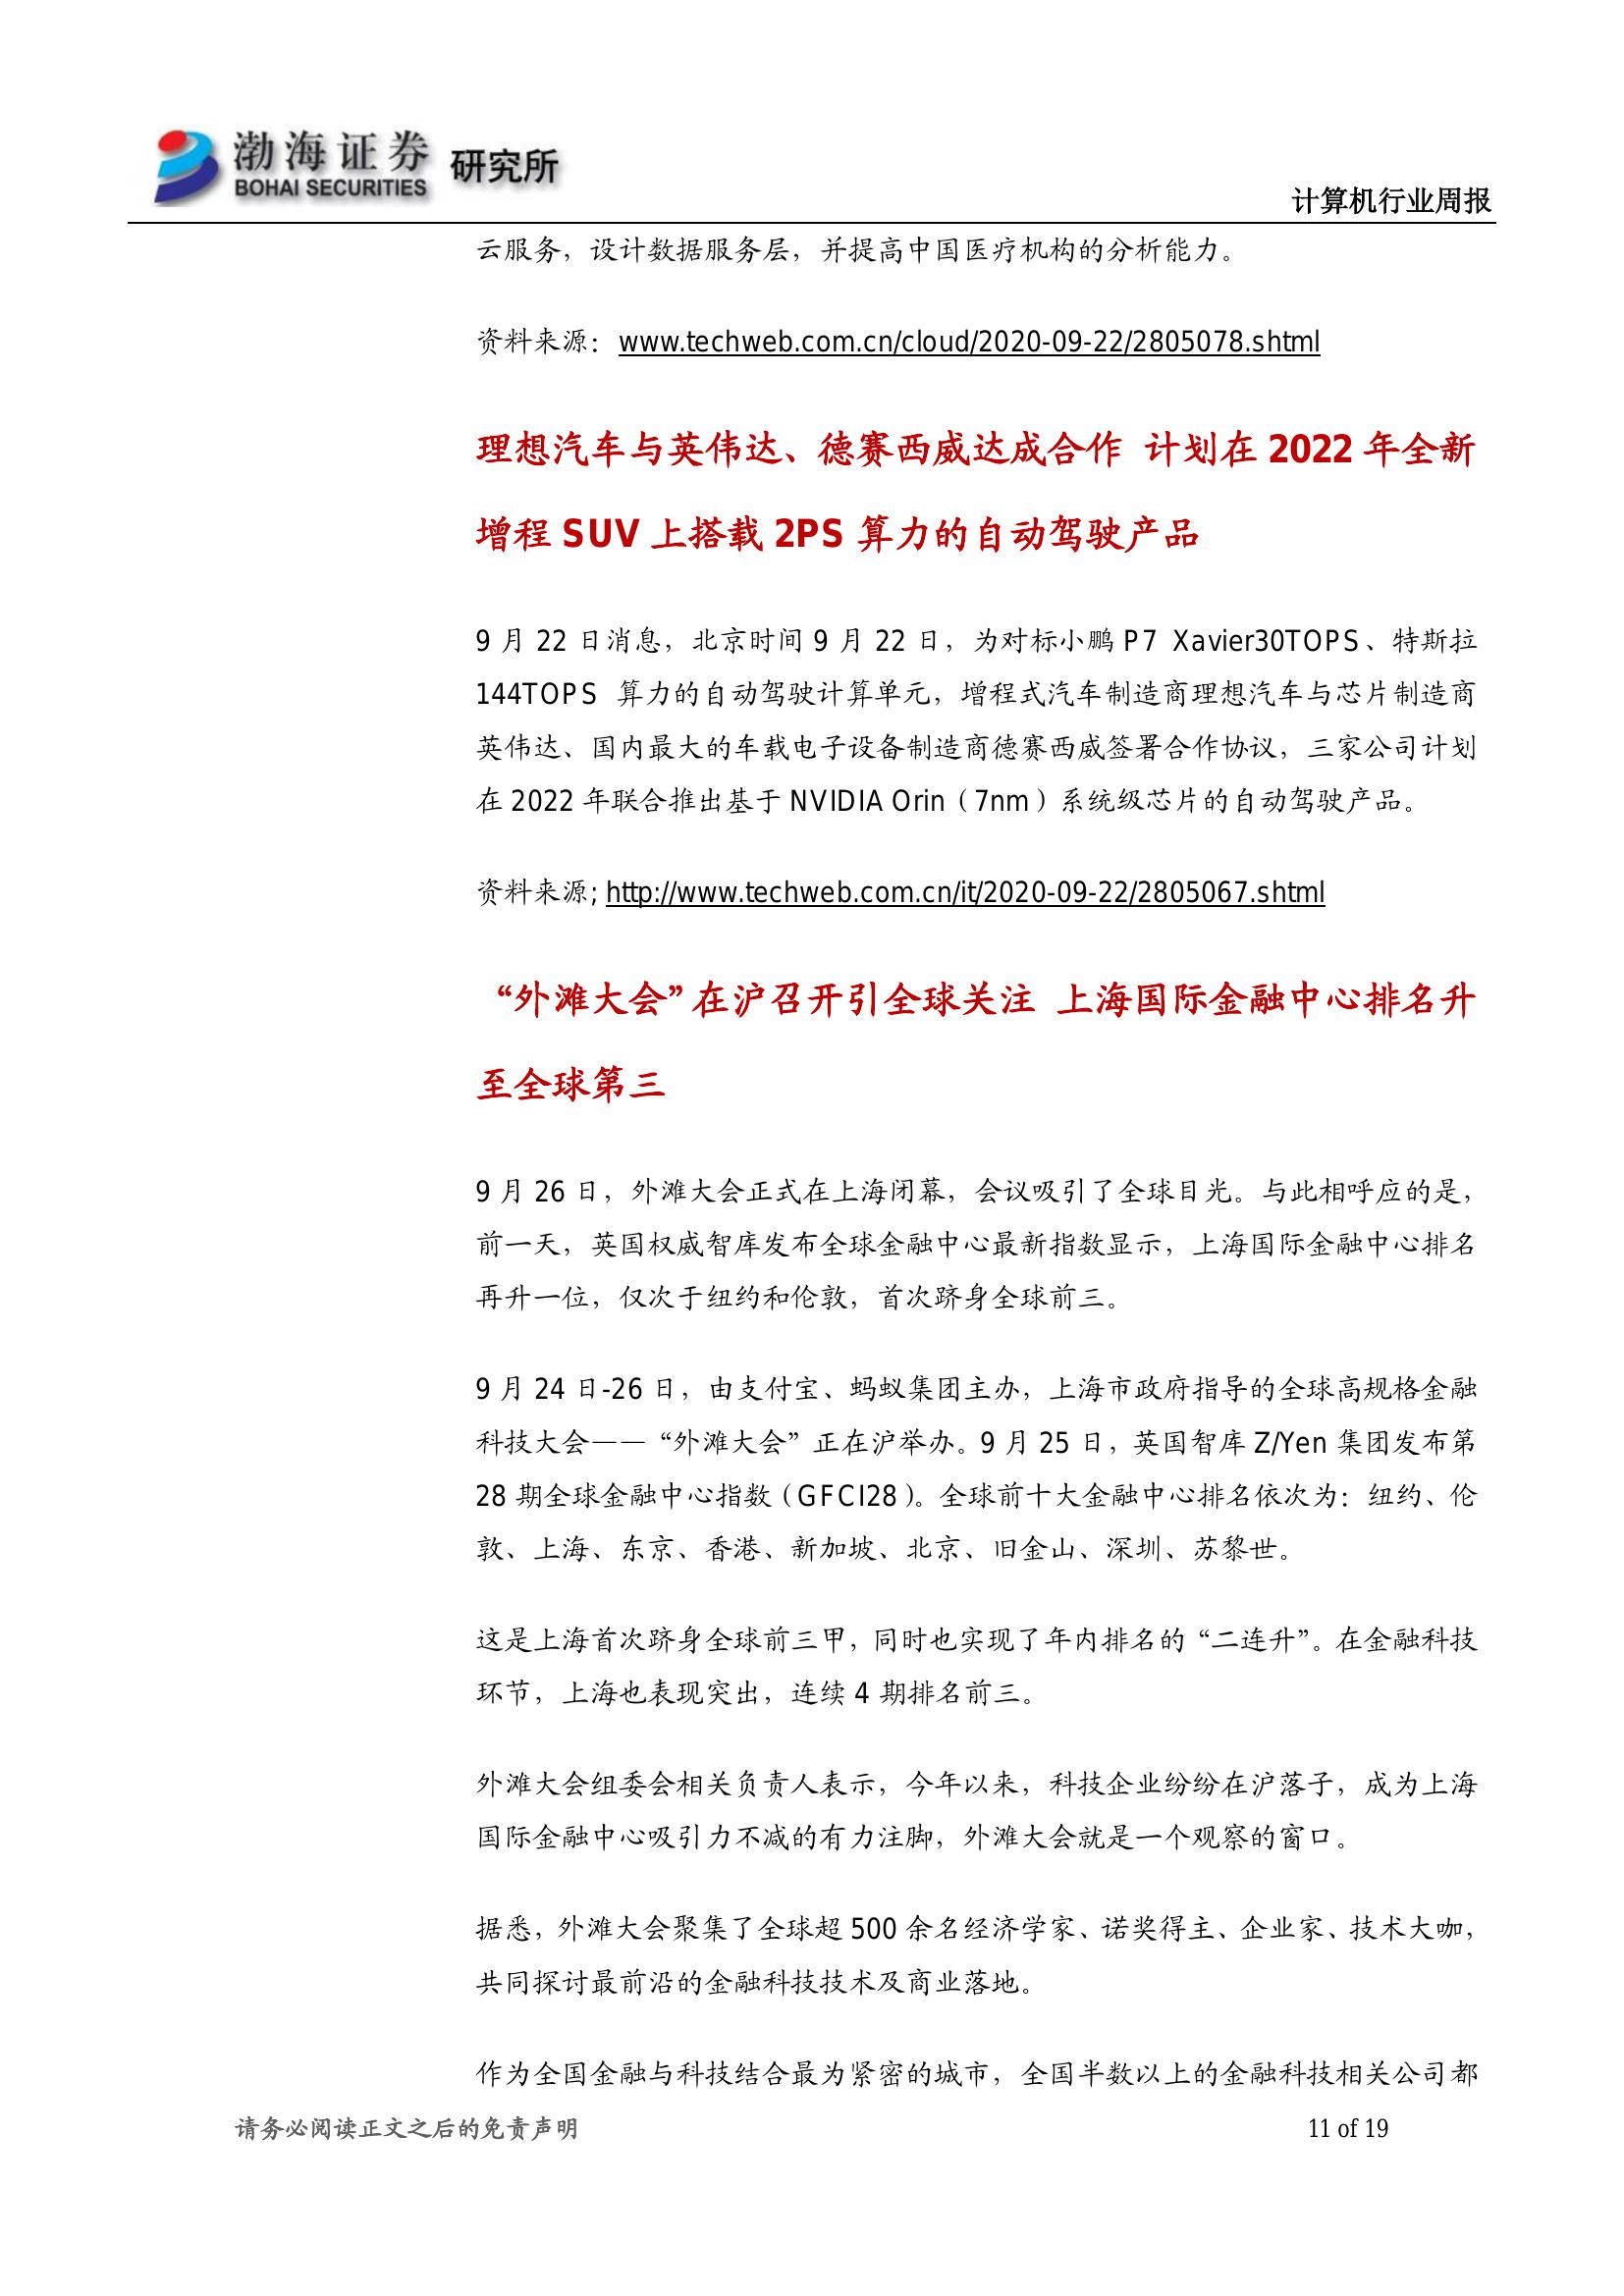 渤海证券 研究所
BOHAI SECURITIES
计算机行业周报
云服务，设计数据服务层，并提高中国医疗机构的分析能力。
资料来源：www.techweb.com.cn/cloud/2020-09-22/2805078.shtml
理想汽车与英伟达、德赛西威达成合作 计划在 2022 年全新
增程 SUV 上搭载 2PS 算力的自动驾驶产品
9 月 22 日消息，北京时间 9 月 22 日，为对标小鹏 P7 Xavier30TOPS、特斯拉
144TOPS 算力的自动驾驶计算单元，增程式汽车制造商理想汽车与芯片制造商
英伟达、国内最大的车载电子设备制造商德赛西威签署合作协议，三家公司计划
在 2022 年联合推出基于 NVIDIA Orin（7nm）系统级芯片的自动驾驶产品。
资料来源; http://www.techweb.com.cn/it/2020-09-22/2805067.shtml
“外滩大会”在沪召开引全球关注 上海国际金融中心排名升
至全球第三
9 月 26 日，外滩大会正式在上海闭幕，会议吸引了全球目光。与此相呼应的是，
前一天，英国权威智库发布全球金融中心最新指数显示，上海国际金融中心排名
再升一位，仅次于纽约和伦敦，首次跻身全球前三。
9 月 24 日-26 日，由支付宝、蚂蚁集团主办，上海市政府指导的全球高规格金融
科技大会——“外滩大会”正在沪举办。9 月 25 日，英国智库 Z/Yen 集团发布第
28 期全球金融中心指数（GFCI28）。全球前十大金融中心排名依次为：纽约、伦
敦、上海、东京、香港、新加坡、北京、旧金山、深圳、苏黎世。
这是上海首次跻身全球前三甲，同时也实现了年内排名的“二连升”。在金融科技
环节，上海也表现突出，连续 4 期排名前三。
外滩大会组委会相关负责人表示，今年以来，科技企业纷纷在沪落子，成为上海
国际金融中心吸引力不减的有力注脚，外滩大会就是一个观察的窗口。
据悉，外滩大会聚集了全球超 500 余名经济学家、诺奖得主、企业家、技术大咖，
共同探讨最前沿的金融科技技术及商业落地。
作为全国金融与科技结合最为紧密的城市，全国半数以上的金融科技相关公司都
请务必阅读正文之后的免责声明
11 of 19